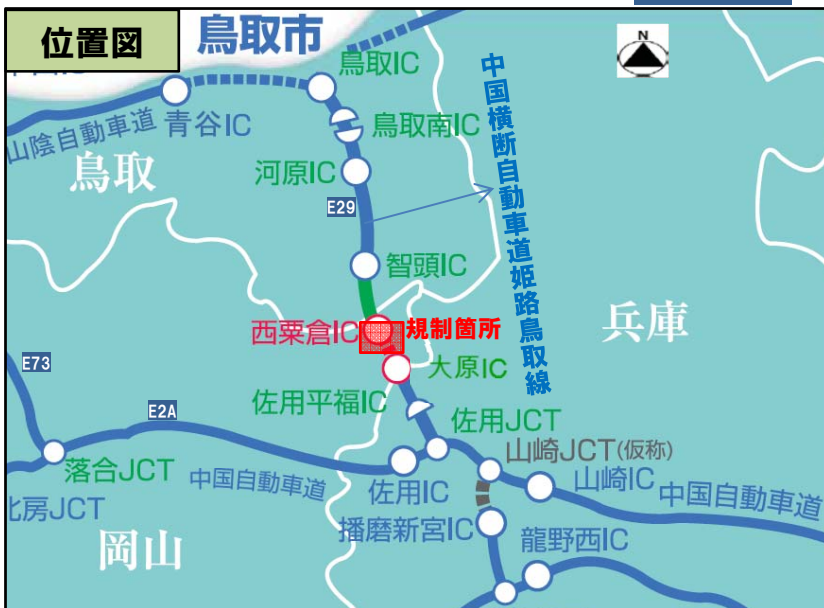 位置図
鳥取市
N
鳥取IC
山陰自動車道
青谷IC
鳥取南IC
鳥取
河原IC
中国横断自動車道姫路鳥取線
E29
智頭IC
兵庫
西粟倉IC
規制箇所
大原IC
E73
佐用平福IC
E2A
佐用JCT
山崎JCT(仮称)
落合JCT
中国自動車道
佐用IC
山崎IC
中国自動車道
北房JCT
播磨新宮IC
龍野西IC
岡山